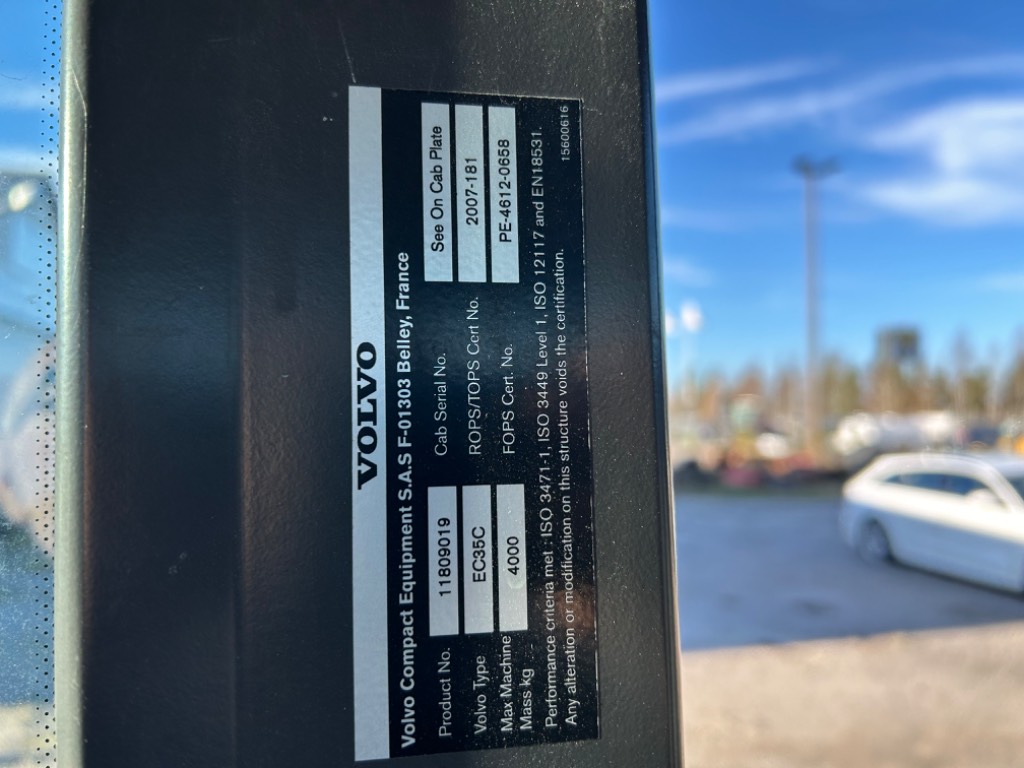 VOLVO
Volvo Compact Equipment S.A.S F-01303 Belley, France
Product No. 11809019 Cab Serial No. See On Cab Plate
Volvo Type EC35C ROPS/TOPS Cert No. 2007-181
Max Machine Mass kg 4000 FOPS Cert. No. PE-4612-0658
Performance criteria met : ISO 3471-1, ISO 3449 Level 1, ISO 12117 and EN18531.
Any alteration or modification on this structure voids the certification.
15600616